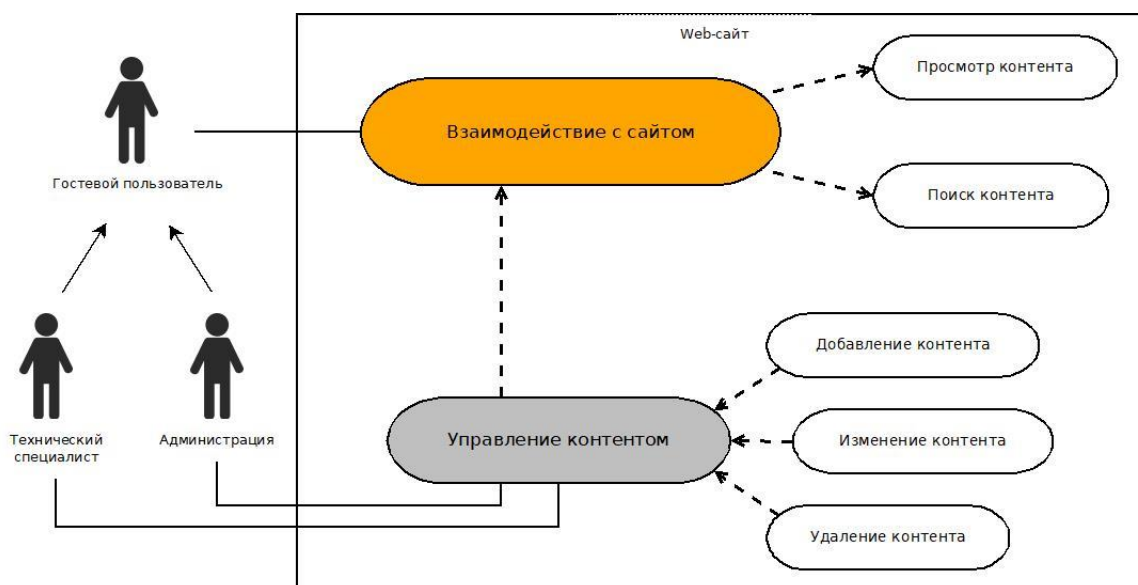 Web-сайт
Просмотр контента
Взаимодействие с сайтом
Гостевой пользователь
Поиск контента
Добавление контента
Технический
специалист
Администрация
Управление контентом
Изменение контента
Удаление контента